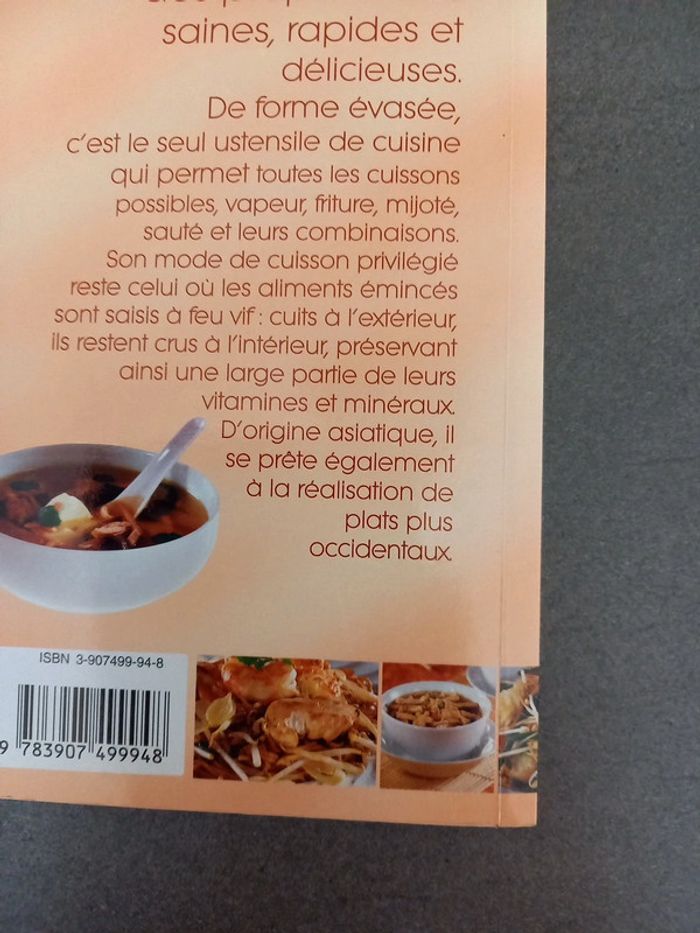 saines, rapides et
délicieuses.
De forme évasée,
c'est le seul ustensile de cuisine
qui permet toutes les cuissons
possibles, vapeur, friture, mijoté,
sauté et leurs combinaisons.
Son mode de cuisson privilégié
reste celui où les aliments émincés
sont saisis à feu vif : cuits à l'extérieur,
ils restent crus à l'intérieur, préservant
ainsi une large partie de leurs
vitamines et minéraux.
D'origine asiatique, il
se prête également
à la réalisation de
plats plus
occidentaux.
ISBN 3-907499-94-8
9 783907 499948